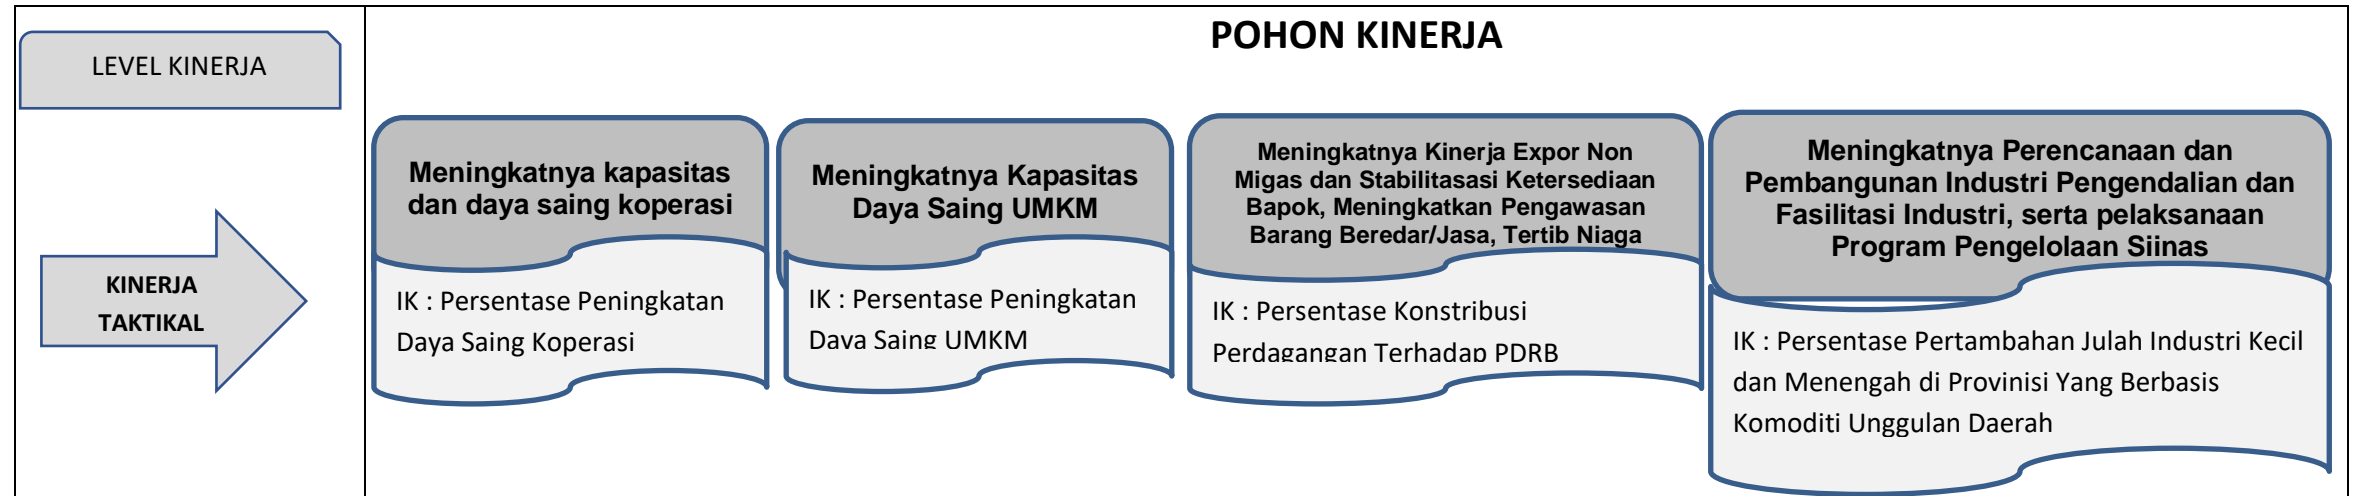 POHON KINERJA
LEVEL KINERJA
KINERJA
TAKTIKAL
Meningkatnya kapasitas
dan daya saing koperasi
IK : Persentase Peningkatan
Daya Saing Koperasi
Meningkatnya Kapasitas
Daya Saing UMKM
IK : Persentase Peningkatan
Daya Saing UMKM
Meningkatnya Kinerja Expor Non
Migas dan Stabilitasasi Ketersediaan
Bapok, Meningkatkan Pengawasan
Barang Beredar/Jasa, Tertib Niaga
IK : Persentase Konstribusi
Perdagangan Terhadap PDRB
Meningkatnya Perencanaan dan
Pembangunan Industri Pengendalian dan
Fasilitasi Industri, serta pelaksanaan
Program Pengelolaan Siinas
IK : Persentase Pertambahan Julah Industri Kecil
dan Menengah di Provinisi Yang Berbasis
Komoditi Unggulan Daerah